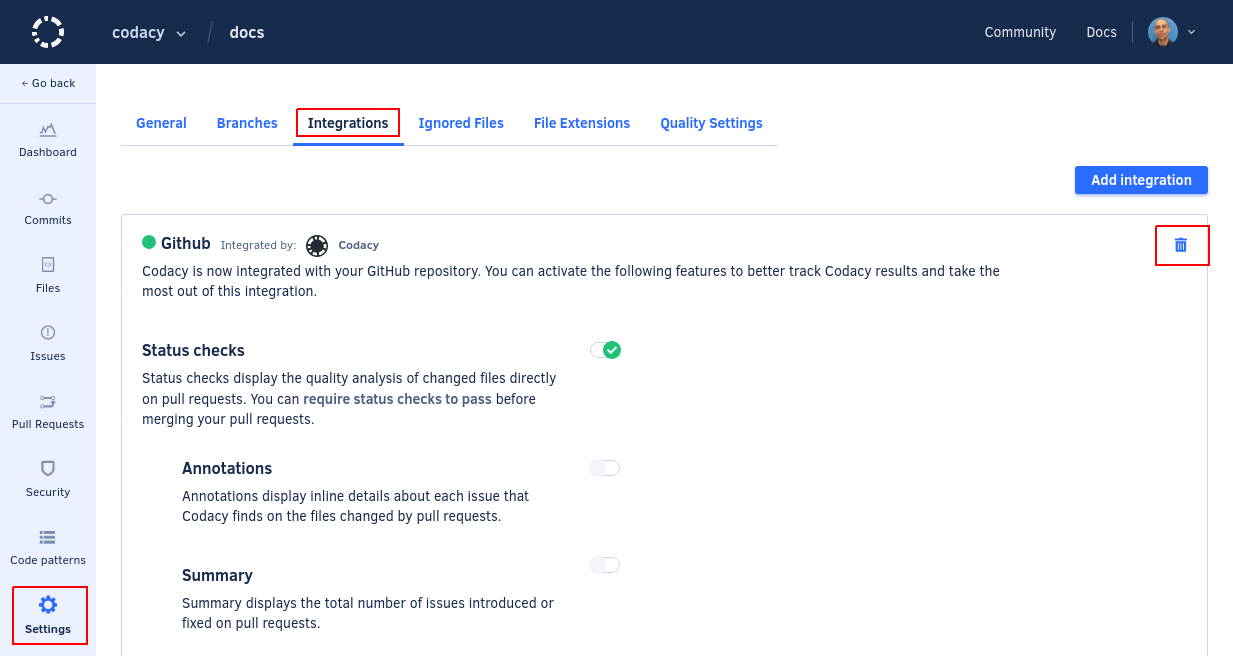 codacy / docs
Community Docs
← Go back
Dashboard
Commits
Files
Issues
Pull Requests
Security
Code patterns
Settings
General Branches Integrations Ignored Files File Extensions Quality Settings
Add integration
Github Integrated by: Codacy
Codacy is now integrated with your GitHub repository. You can activate the following features to better track Codacy results and take the
most out of this integration.
Status checks
Status checks display the quality analysis of changed files directly
on pull requests. You can require status checks to pass before
merging your pull requests.
Annotations
Annotations display inline details about each issue that
Codacy finds on the files changed by pull requests.
Summary
Summary displays the total number of issues introduced or
fixed on pull requests.